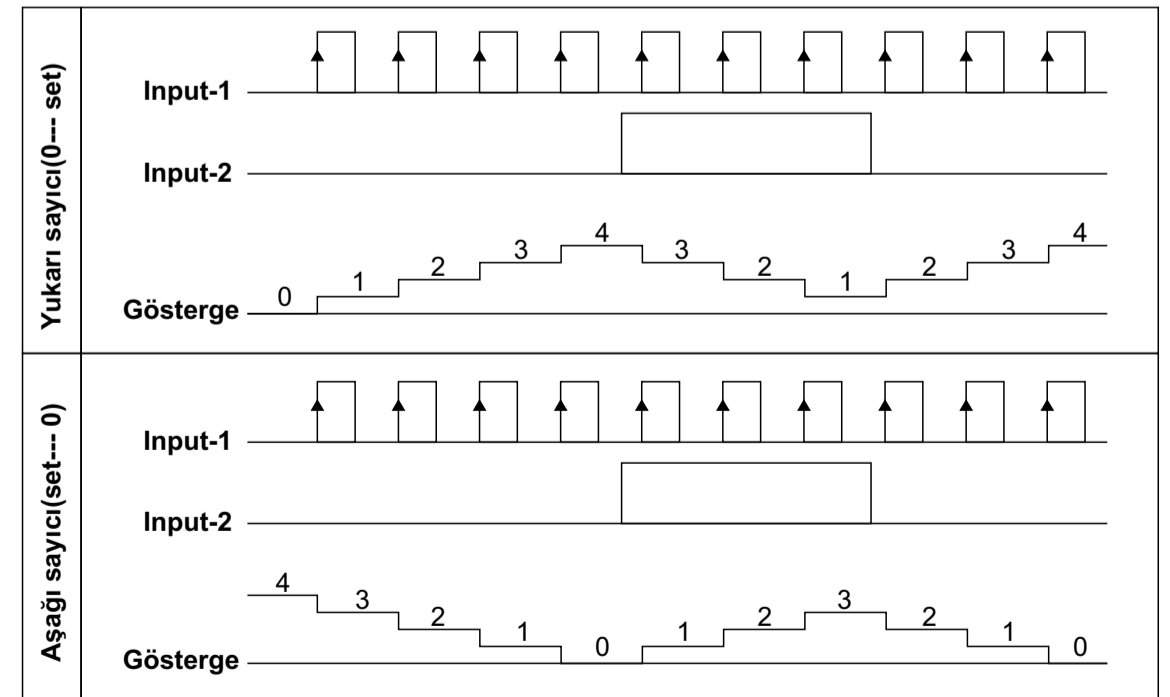 Yukarı sayıcı(0--- set)
Input-1
Input-2
0 1 2 3 4 3 2 1 2 3 4
Gösterge
Aşağı sayıcı(set--- 0)
Input-1
Input-2
4 3 2 1 0 1 2 3 2 1 0
Gösterge